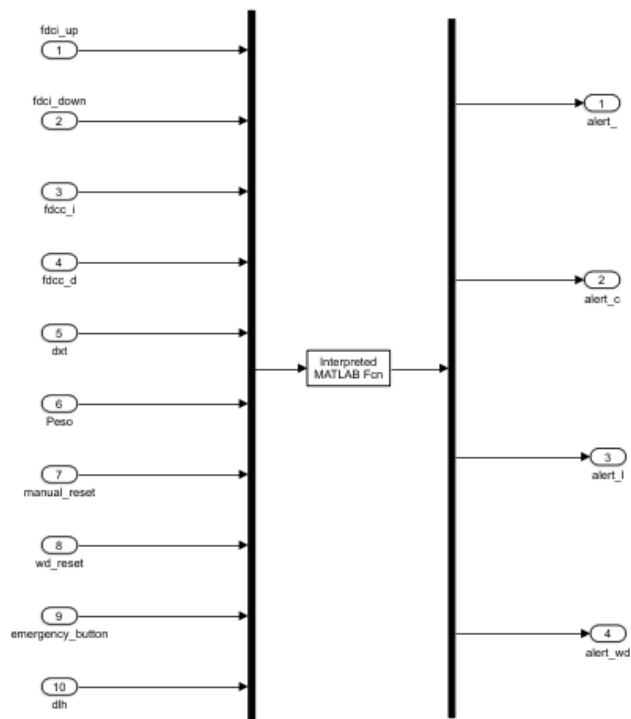 fdci_up
1
fdci_down
2
3
fdcc_i
4
fdcc_d
5
dxt
6
Peso
7
manual_reset
8
wd_reset
9
emergency_button
10
dlh
Interpreted
MATLAB Fcn
1
alert_
2
alert_c
3
alert_l
4
alert_wd